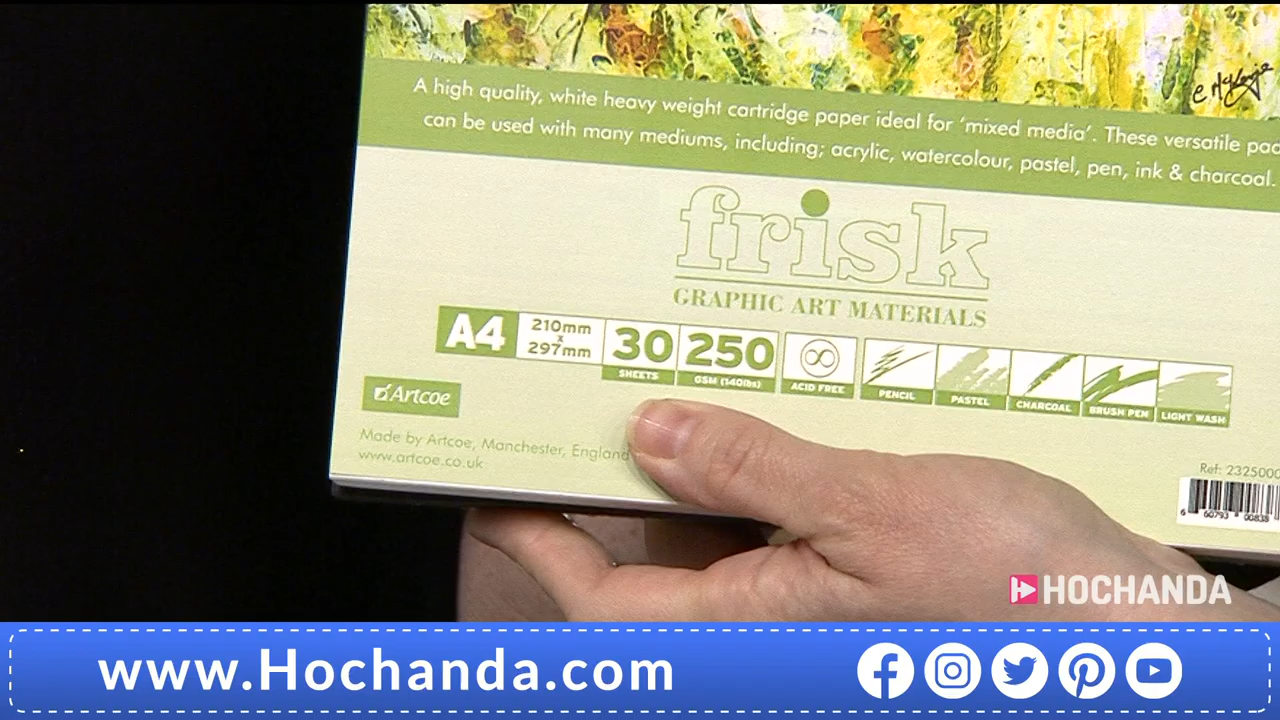 A high quality, white heavy weight cartridge paper ideal for 'mixed media'. These versatile
can be used with many mediums, including; acrylic, watercolour, pastel, pen, ink & charcoal.
frisk
GRAPHIC ART MATERIALS
A4
210mm
x
297mm
30
SHEETS
250
GSM (140lbs)
ACID FREE
PENCIL
PASTEL
CHARCOAL
BRUSH PEN
LIGHT WASH
Artcoe
Made by Artcoe, Manchester, England
www.artcoe.co.uk
Ref: 2325000
HOCHANDA
www.Hochanda.com